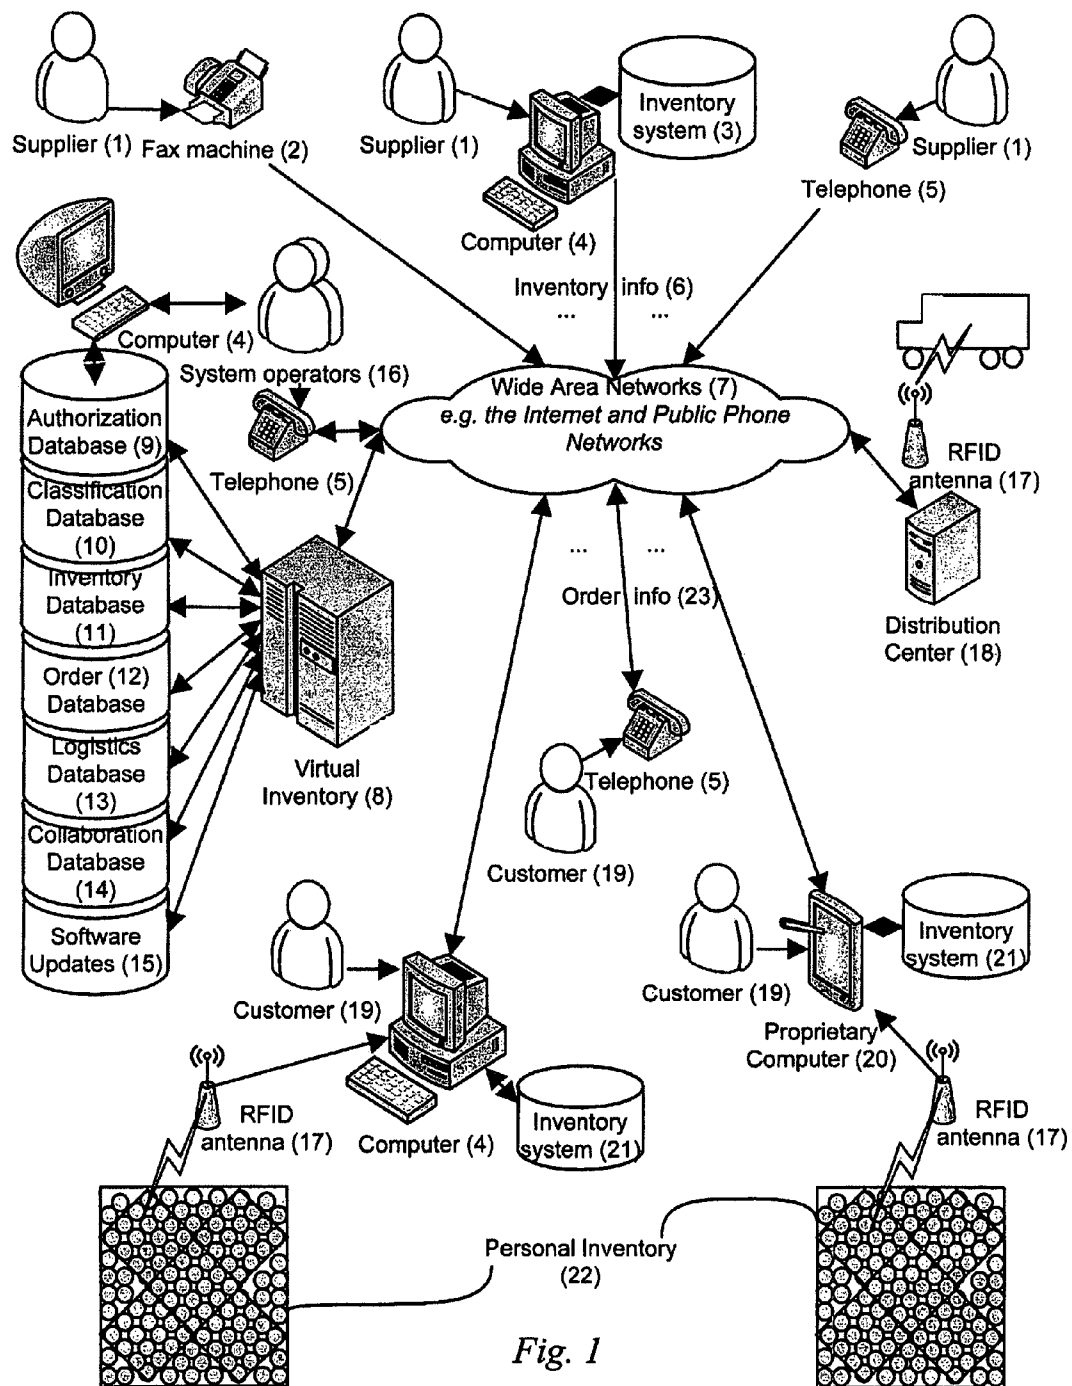 Supplier (1)
Fax machine (2)
Supplier (1)
Inventory
system (3)
Computer (4)
Supplier (1)
Telephone (5)
Inventory info (6)
... ...
Computer (4)
System operators (16)
Telephone (5)
Wide Area Networks (7)
e.g. the Internet and Public Phone
Networks
RFID
antenna (17)
Distribution
Center (18)
Authorization
Database (9)
Classification
Database
(10)
Inventory
Database
(11)
Order (12)
Database
Logistics
Database
(13)
Collaboration
Database
(14)
Software
Updates (15)
Virtual
Inventory (8)
... ...
Order info (23)
Telephone (5)
Customer (19)
Customer (19)
Computer (4)
Inventory
system (21)
RFID
antenna (17)
Customer (19)
Proprietary
Computer (20)
Inventory
system (21)
RFID
antenna (17)
Personal Inventory
(22)
Fig. 1